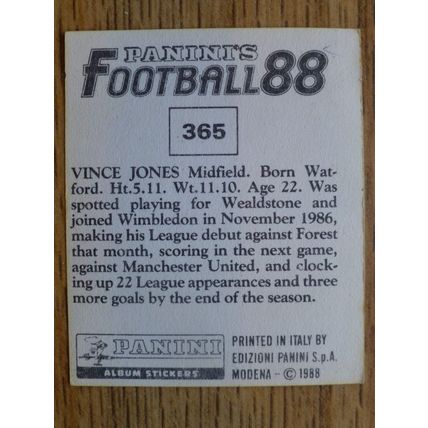 PANINI'S
FOOTBALL 88
365
VINCE JONES Midfield. Born Wat-
ford. Ht.5.11. Wt.11.10. Age 22. Was
spotted playing for Wealdstone and
joined Wimbledon in November 1986,
making his League debut against Forest
that month, scoring in the next game,
against Manchester United, and clock-
ing up 22 League appearances and three
more goals by the end of the season.
PANINI
ALBUM STICKERS
PRINTED IN ITALY BY
EDIZIONI PANINI S.p.A.
MODENA - © 1988